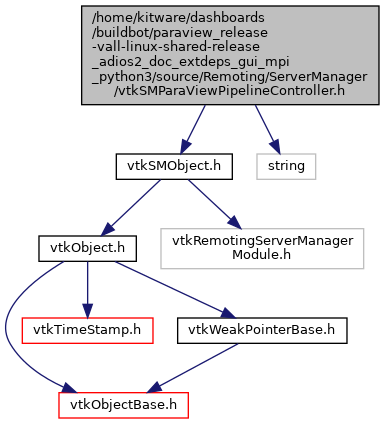 /home/kitware/dashboards
/buildbot/paraview_release
-vall-linux-shared-release
_adios2_doc_extdeps_gui_mpi
_python3/source/Remoting/ServerManager
/vtkSMParaViewPipelineController.h
vtkSMObject.h
string
vtkObject.h
vtkRemotingServerManager
Module.h
vtkTimeStamp.h
vtkWeakPointerBase.h
vtkObjectBase.h